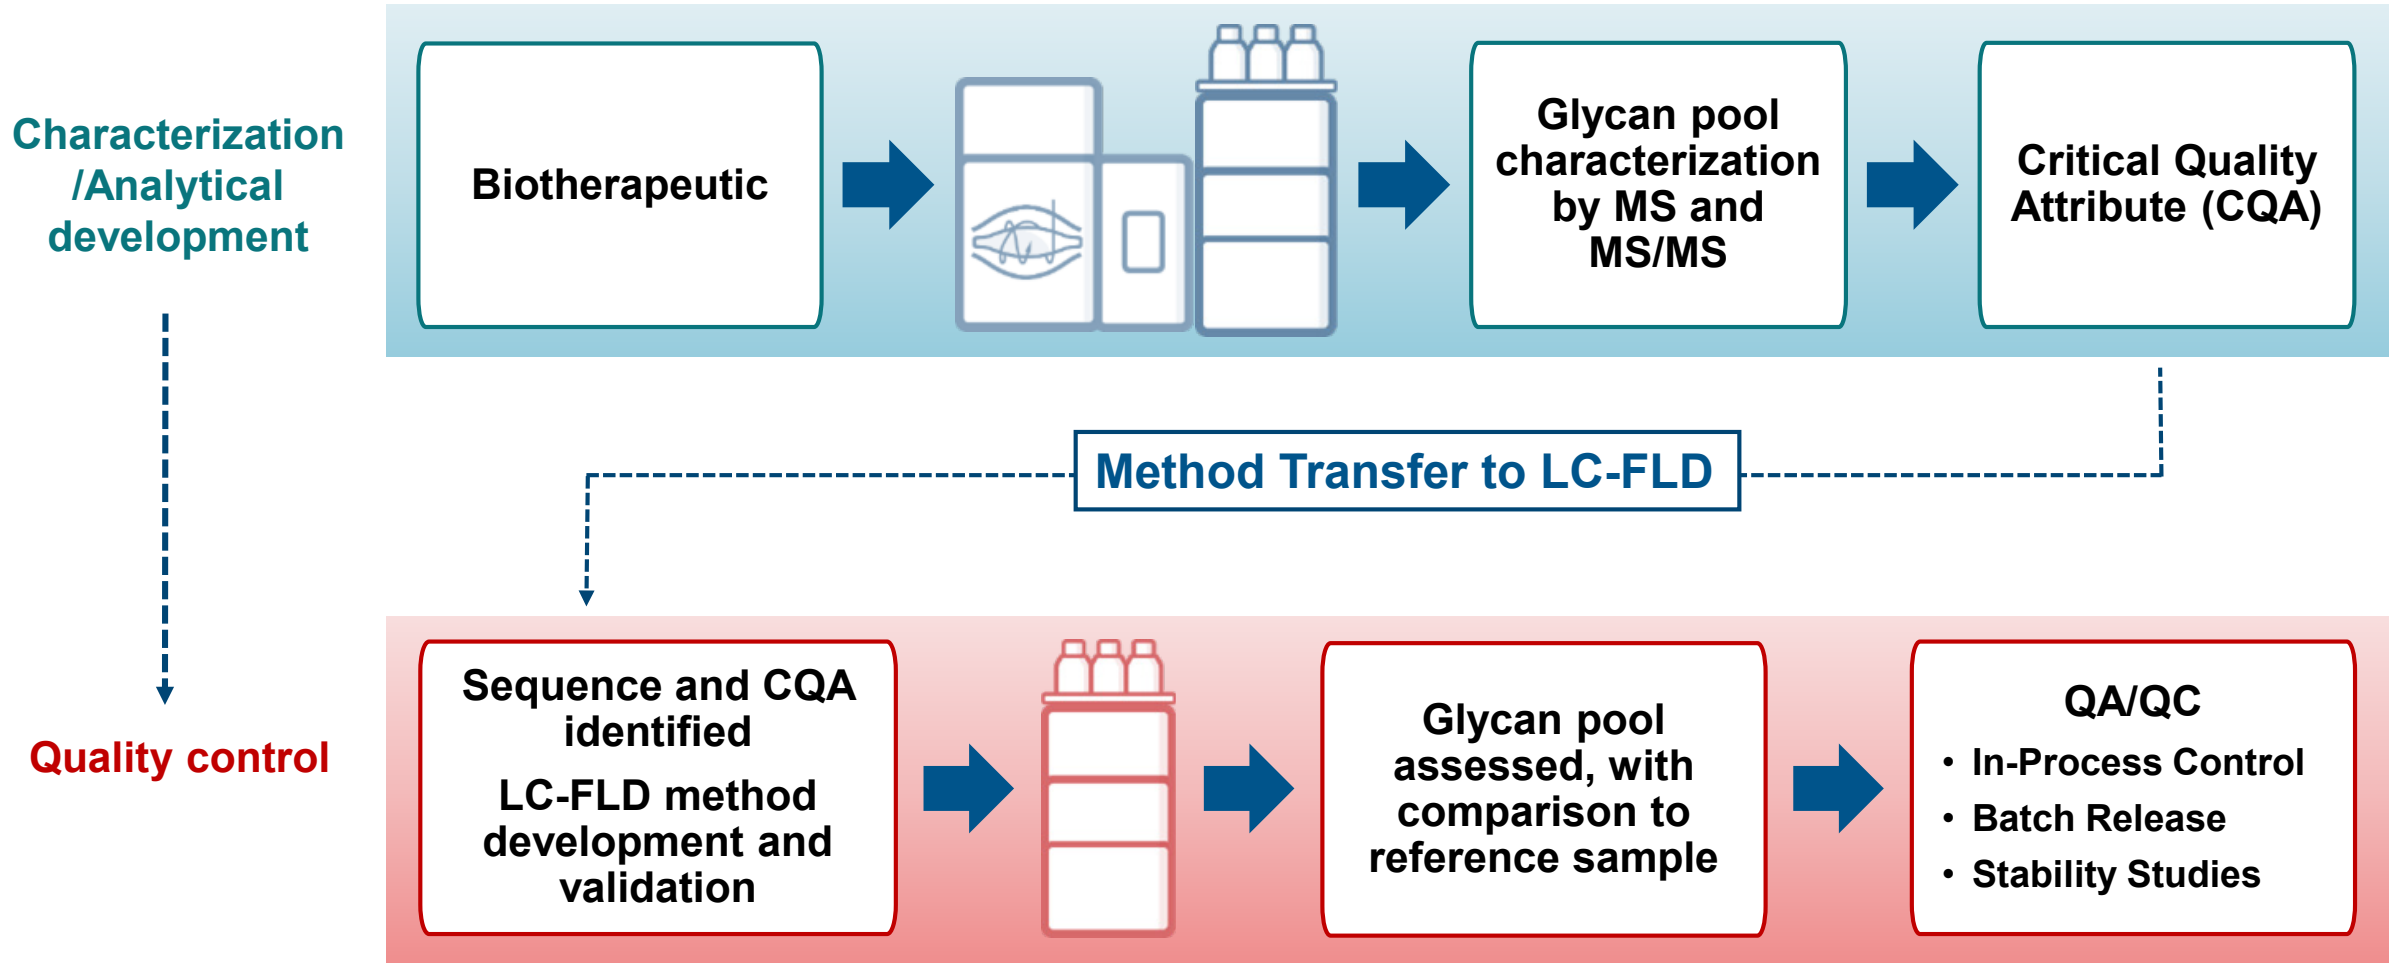 Characterization
/Analytical
development
Biotherapeutic
Glycan pool
characterization
by MS and
MS/MS
Critical Quality
Attribute (CQA)
Method Transfer to LC-FLD
Quality control
Sequence and CQA
identified
LC-FLD method
development and
validation
Glycan pool
assessed, with
comparison to
reference sample
QA/QC
• In-Process Control
• Batch Release
• Stability Studies